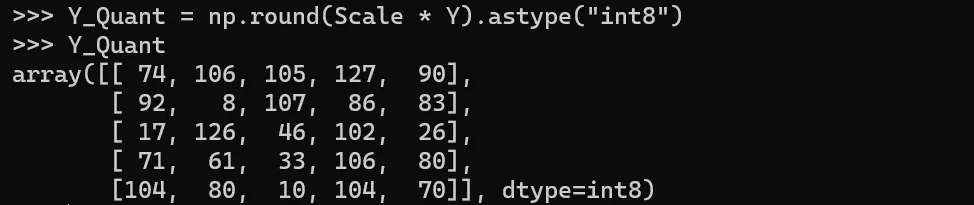 >>> Y_Quant = np.round(Scale * Y).astype("int8")
>>> Y_Quant
array([[ 74, 106, 105, 127,  90],
       [ 92,   8, 107,  86,  83],
       [ 17, 126,  46, 102,  26],
       [ 71,  61,  33, 106,  80],
       [104,  80,  10, 104,  70]], dtype=int8)